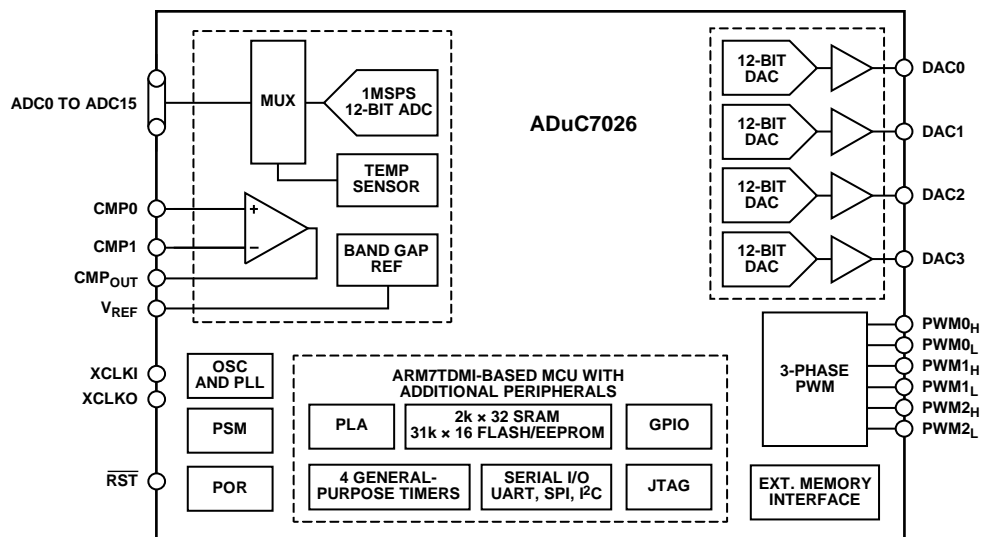 ADC0 TO ADC15
MUX
1MSPS
12-BIT ADC
TEMP
SENSOR
CMP0
CMP1
CMPOUT
VREF
+
−
BAND GAP
REF
ADuC7026
12-BIT
DAC
DAC0
12-BIT
DAC
DAC1
12-BIT
DAC
DAC2
12-BIT
DAC
DAC3
3-PHASE
PWM
PWM0H
PWM0L
PWM1H
PWM1L
PWM2H
PWM2L
XCLKI
XCLKO
RST
OSC
AND PLL
PSM
POR
ARM7TDMI-BASED MCU WITH
ADDITIONAL PERIPHERALS
PLA
2k × 32 SRAM
31k × 16 FLASH/EEPROM
GPIO
4 GENERAL-
PURPOSE TIMERS
SERIAL I/O
UART, SPI, I²C
JTAG
EXT. MEMORY
INTERFACE